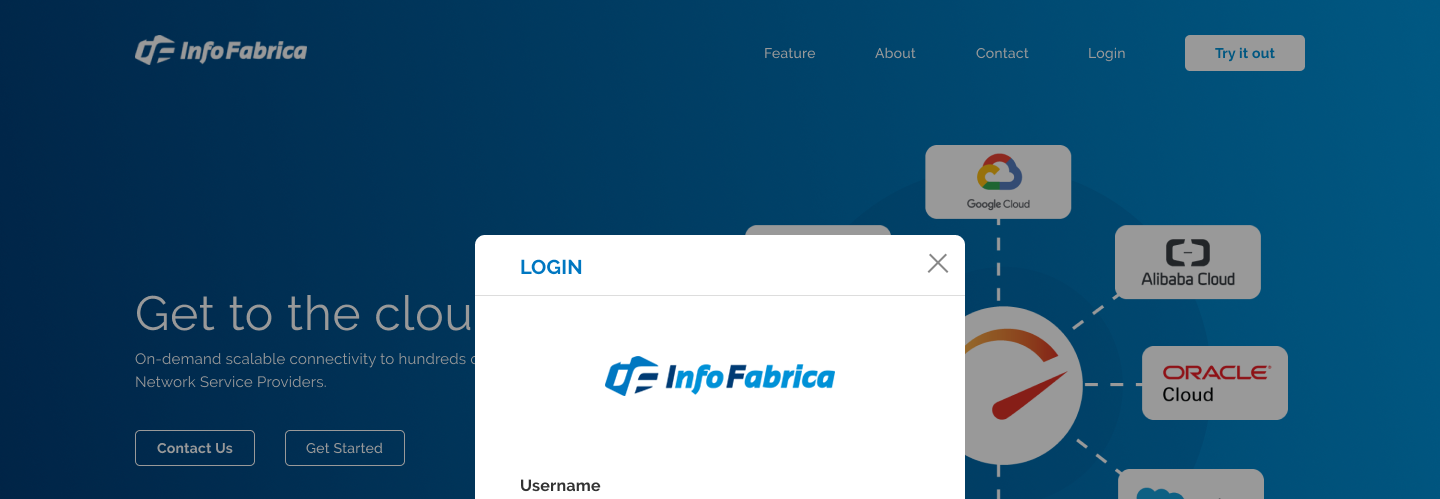 InfoFabrica
Feature About Contact Login Try it out
Google Cloud
Alibaba Cloud
LOGIN
Get to the clou
On-demand scalable connectivity to hundreds
Network Service Providers.
ORACLE
Cloud
InfoFabrica
Contact Us Get Started
Username